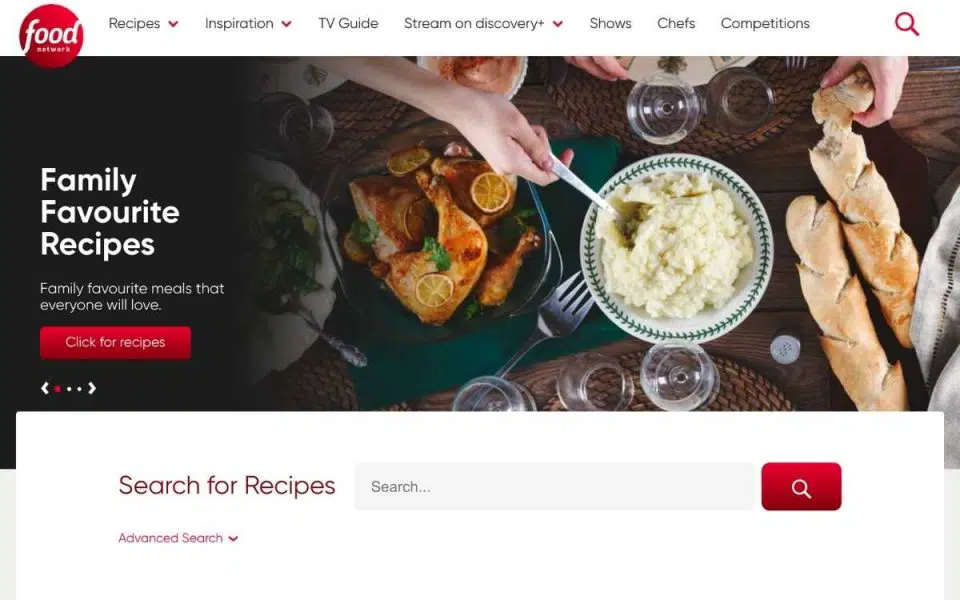 food
network
Recipes
Inspiration
TV Guide
Stream on discovery+
Shows
Chefs
Competitions
Family
Favourite
Recipes
Family favourite meals that
everyone will love.
Click for recipes
Search for Recipes
Search...
Advanced Search